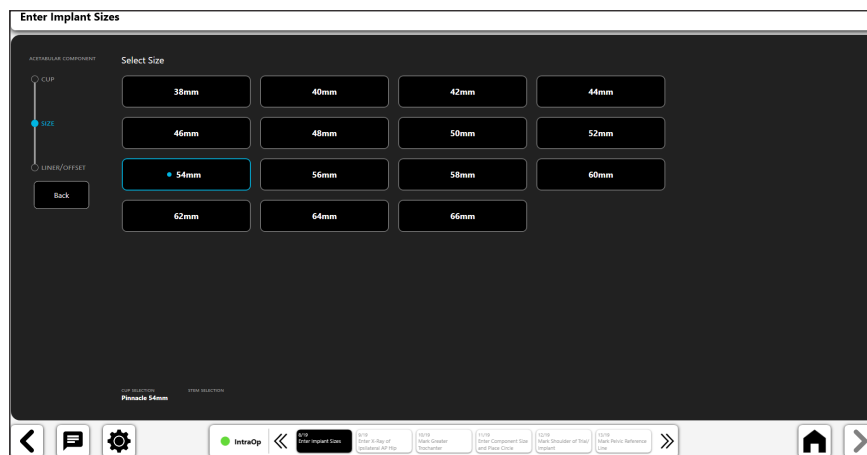 Enter Implant Sizes
ACETABULAR COMPONENT
Select Size
CUP
SIZE
LINER/OFFSET
Back
38mm 40mm 42mm 44mm
46mm 48mm 50mm 52mm
54mm 56mm 58mm 60mm
62mm 64mm 66mm
CUP SELECTION STEM SELECTION
Pinnacle 54mm
IntraOp
8/19
Enter Implant Sizes
9/19
Enter X-Ray of
Ipsilateral AP Hip
10/19
Mark Greater
Trochanter
11/19
Enter Component Size
and Place Circle
12/19
Mark Shoulder of Trial/
Implant
13/19
Mark Pelvic Reference
Line